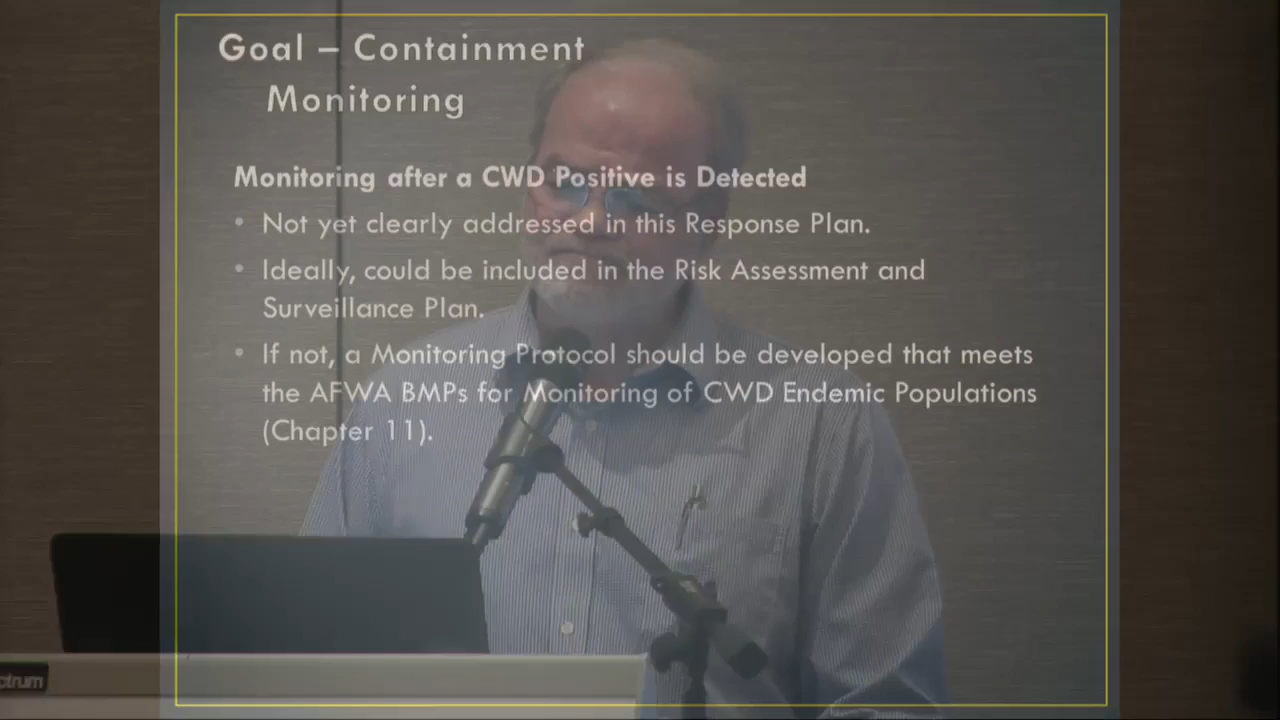 Goal – Containment
Monitoring
Monitoring after a CWD Positive is Detected
• Not yet clearly addressed in this Response Plan.
• Ideally, could be included in the Risk Assessment and
Surveillance Plan.
• If not, a Monitoring Protocol should be developed that meets
the AFWA BMPs for Monitoring of CWD Endemic Populations
(Chapter 11).
ctrum